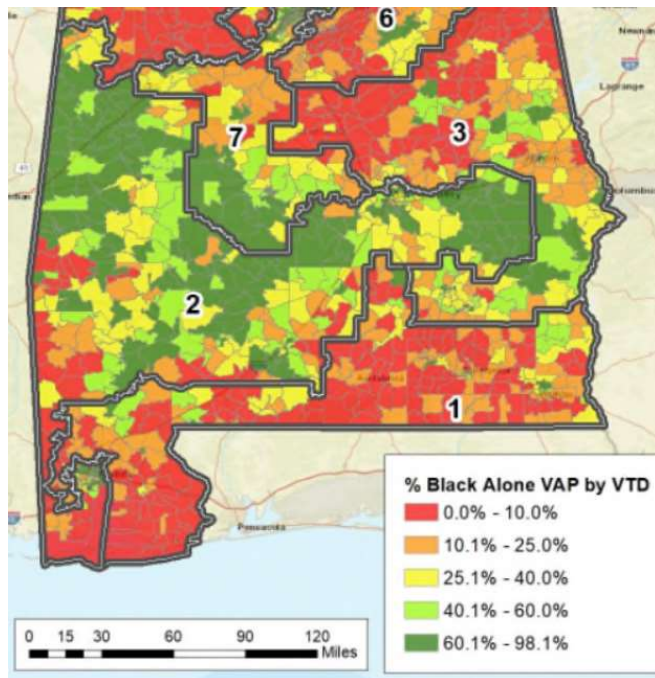 6
7
3
2
1
% Black Alone VAP by VTD
0.0% - 10.0%
10.1% - 25.0%
25.1% - 40.0%
40.1% - 60.0%
60.1% - 98.1%
Pensacola
0 15 30 60 90 120
Miles